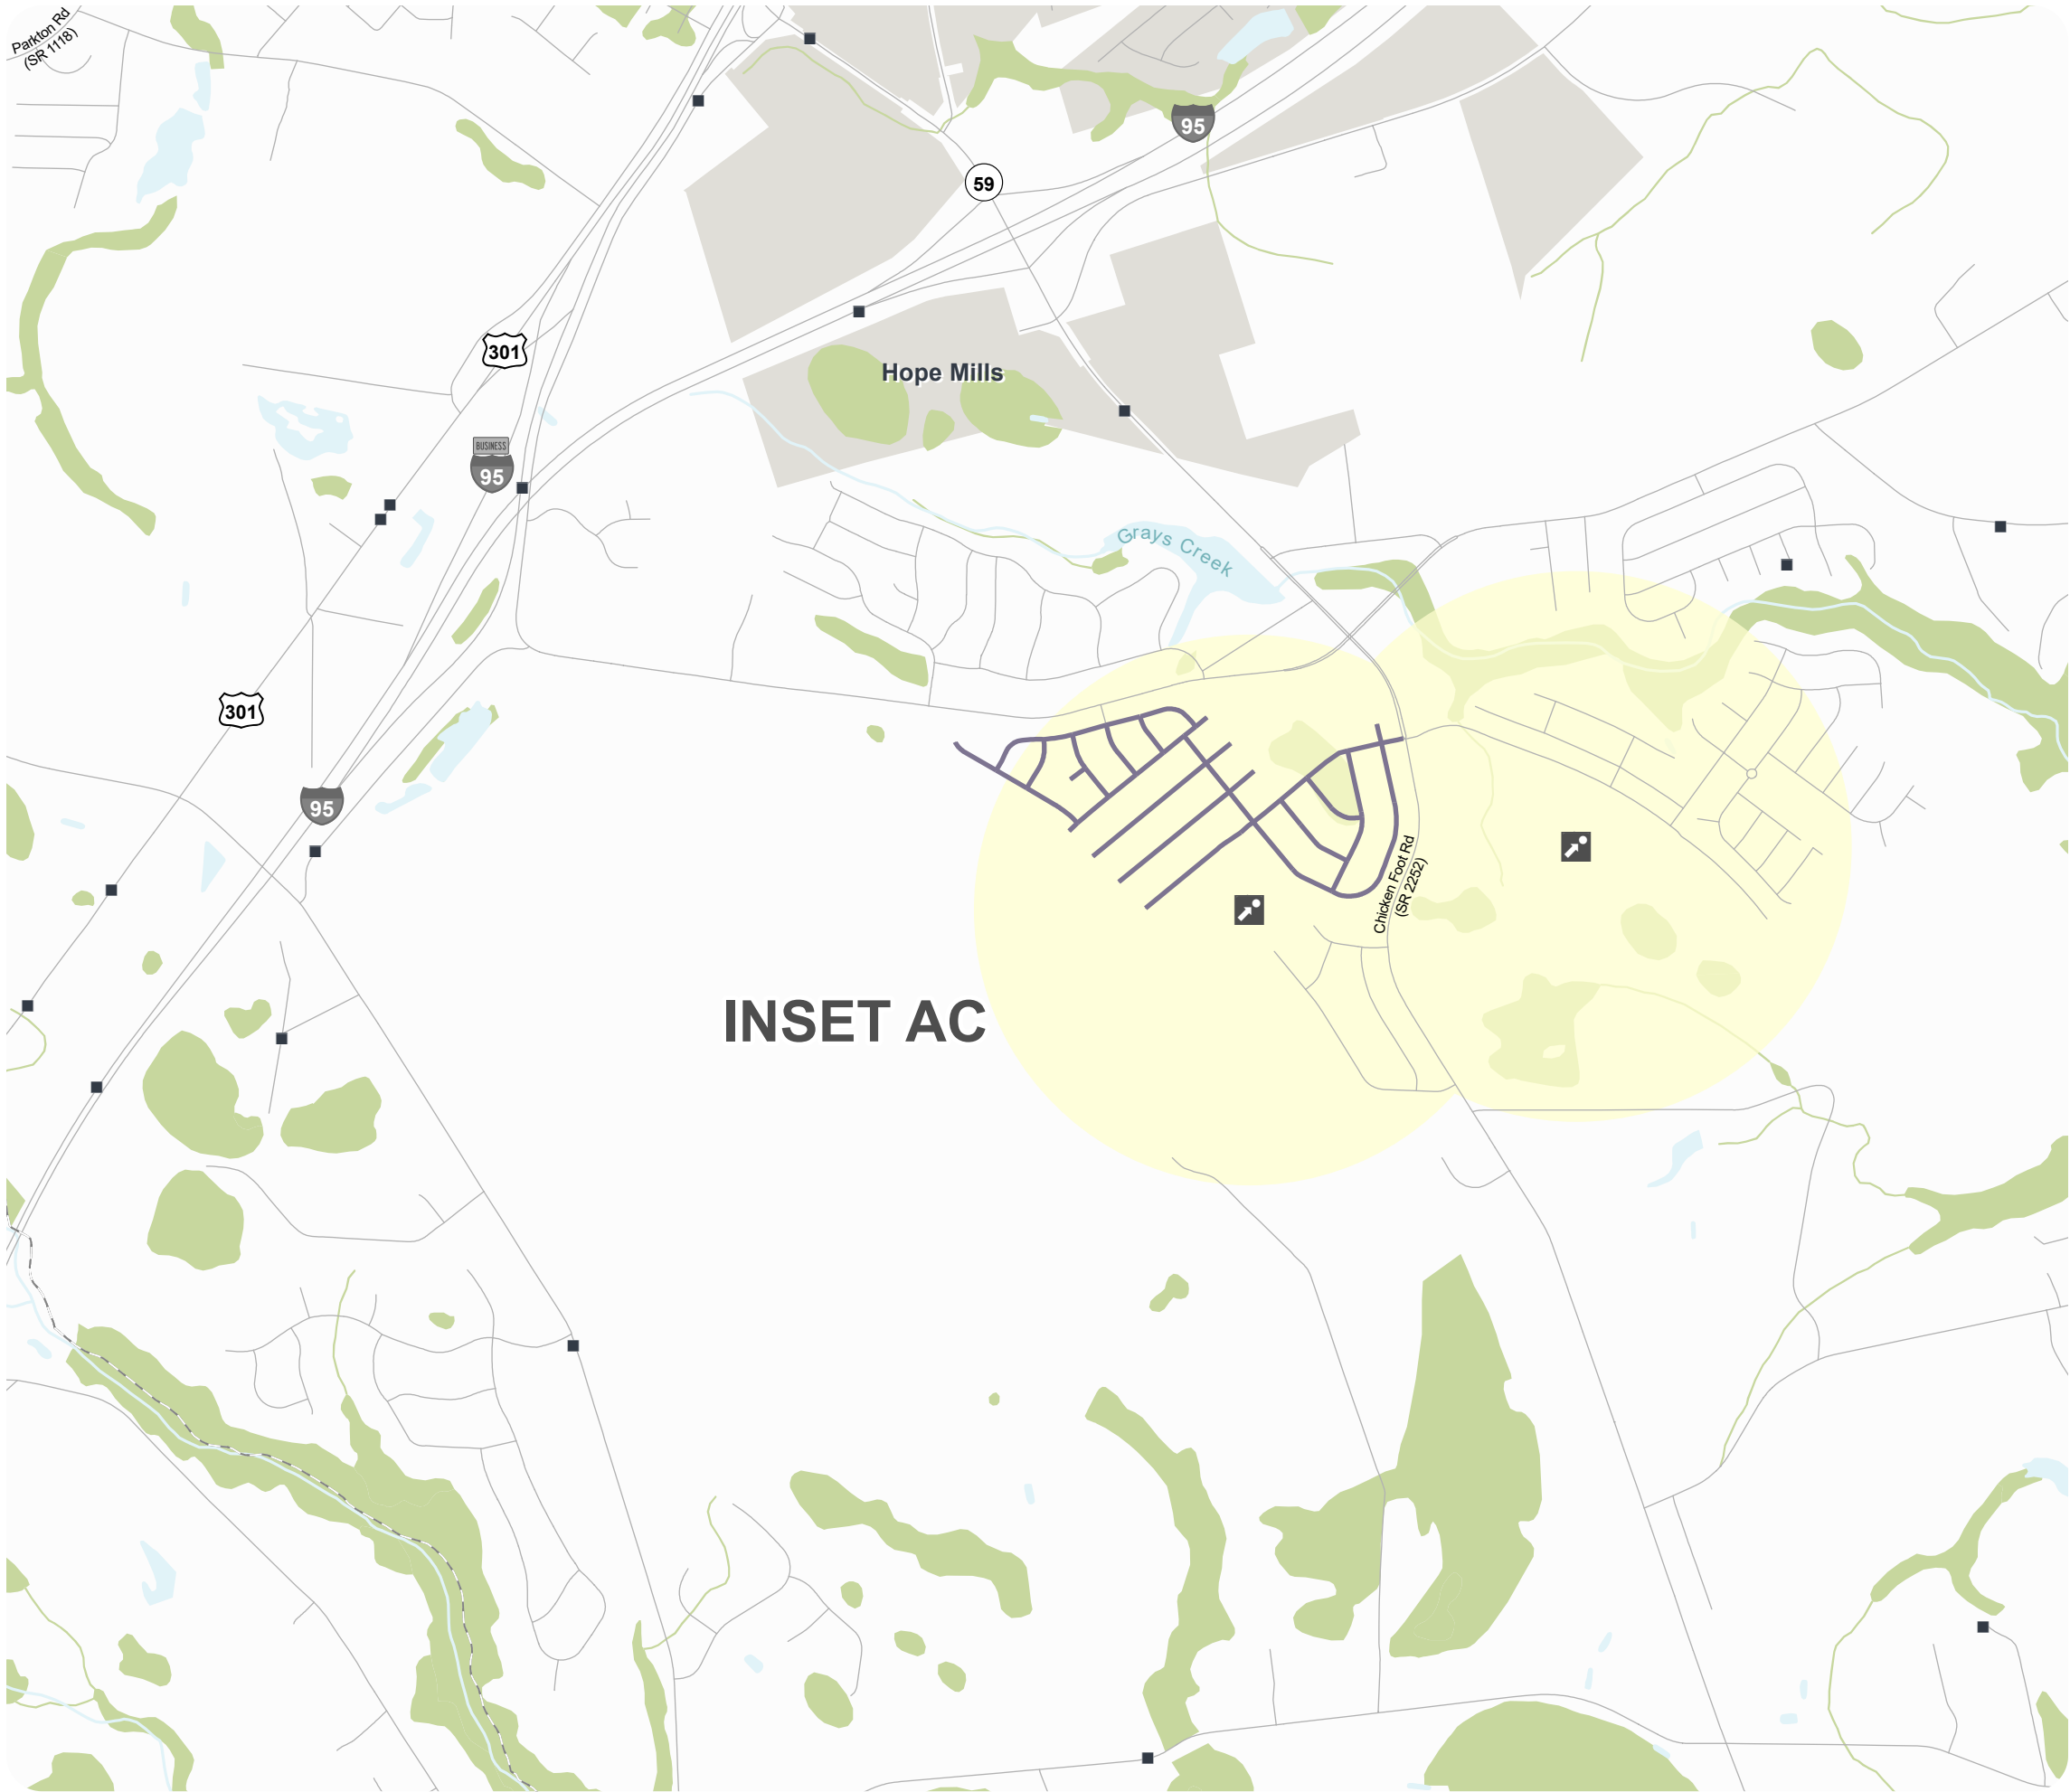 Parkton Rd
(SR 1118)
95
59
301
Hope Mills
BUSINESS
95
Grays Creek
301
95
Chicken Foot Rd
(SR 2252)
INSET AC